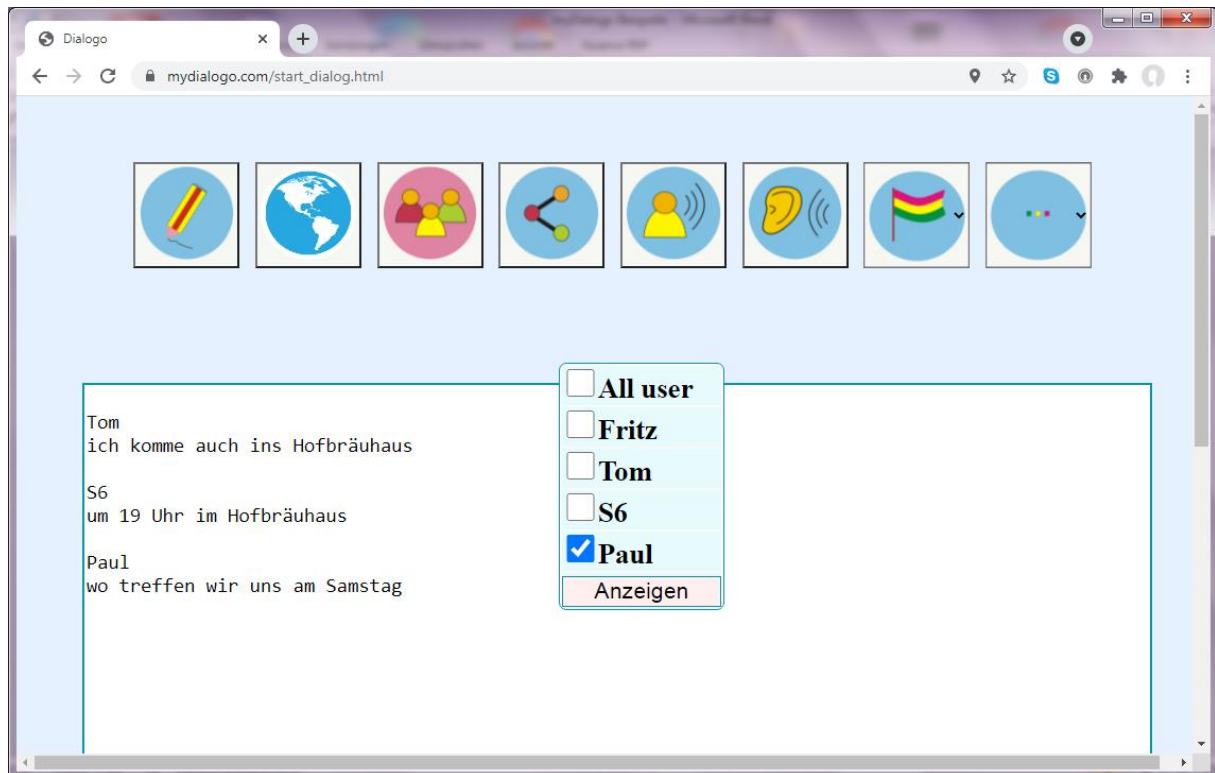 Dialogo
mydialogo.com/start_dialog.html
Tom
ich komme auch ins Hofbräuhaus
S6
um 19 Uhr im Hofbräuhaus
Paul
wo treffen wir uns am Samstag
All user
Fritz
Tom
S6
Paul
Anzeigen